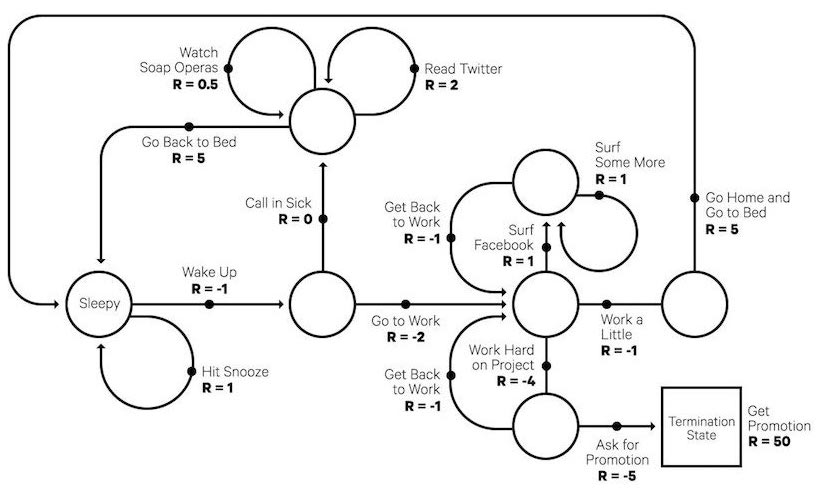 Watch
Soap Operas
R = 0.5
Read Twitter
R = 2
Go Back to Bed
R = 5
Surf
Some More
R = 1
Call in Sick
R = 0
Get Back
to Work
R = -1
Surf
Facebook
R = 1
Go Home and
Go to Bed
R = 5
Wake Up
R = -1
Sleepy
Go to Work
R = -2
Work a
Little
R = -1
Hit Snooze
R = 1
Work Hard
on Project
R = -4
Get Back
to Work
R = -1
Termination
State
Get
Promotion
R = 50
Ask for
Promotion
R = -5